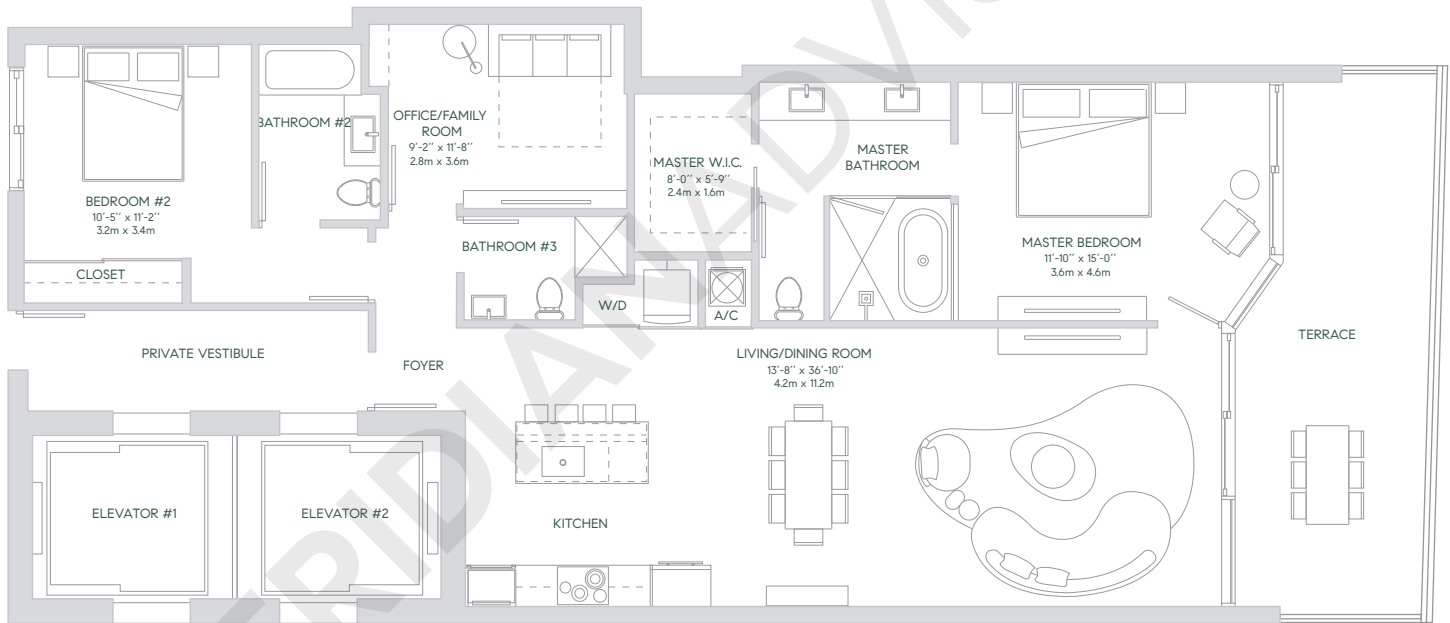 BATHROOM #2
OFFICE/FAMILY
ROOM
9'-2'' x 11'-8''
2.8m x 3.6m
MASTER W.I.C.
8'-0'' x 5'-9''
2.4m x 1.6m
MASTER
BATHROOM
BEDROOM #2
10'-5'' x 11'-2''
3.2m x 3.4m
CLOSET
BATHROOM #3
W/D
A/C
MASTER BEDROOM
11'-10'' x 15'-0''
3.6m x 4.6m
TERRACE
PRIVATE VESTIBULE
FOYER
LIVING/DINING ROOM
13'-8'' x 36'-10''
4.2m x 11.2m
ELEVATOR #1
ELEVATOR #2
KITCHEN